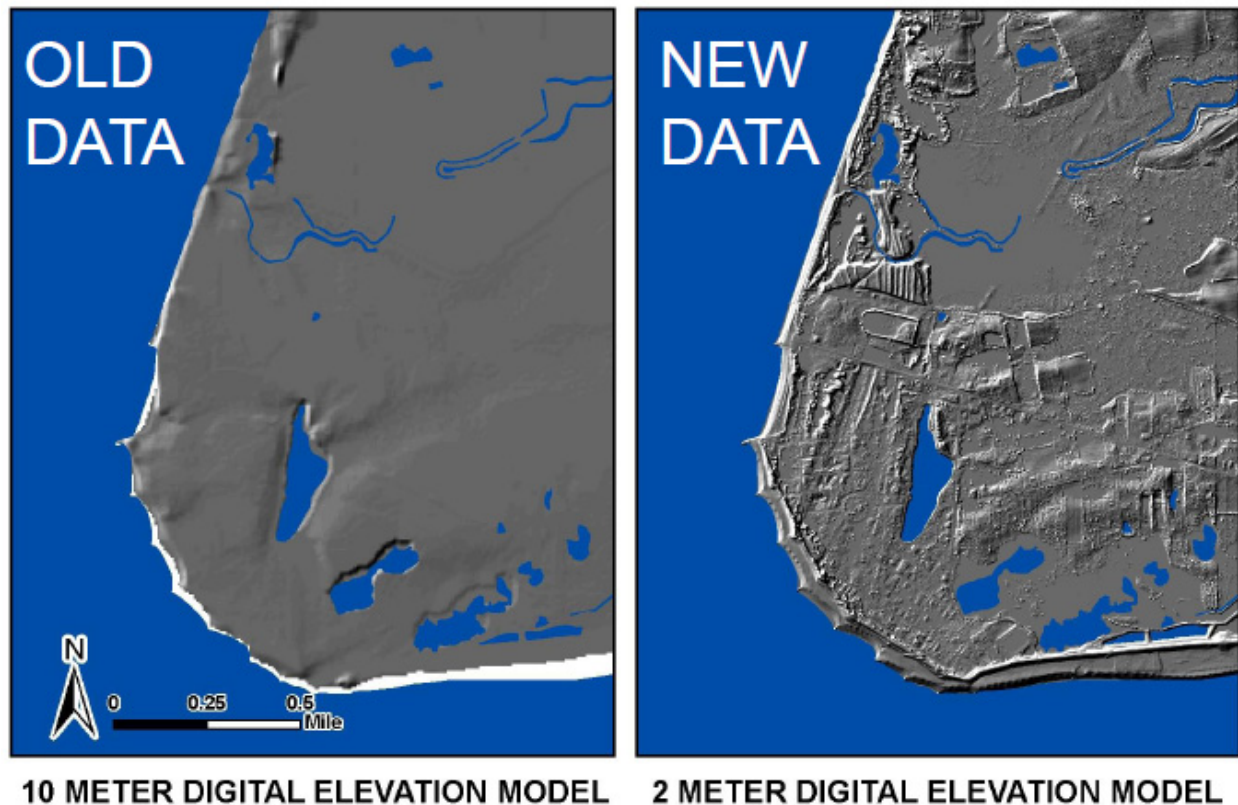 OLD
DATA
NEW
DATA
N
0 0.25 0.5
Mile
10 METER DIGITAL ELEVATION MODEL
2 METER DIGITAL ELEVATION MODEL